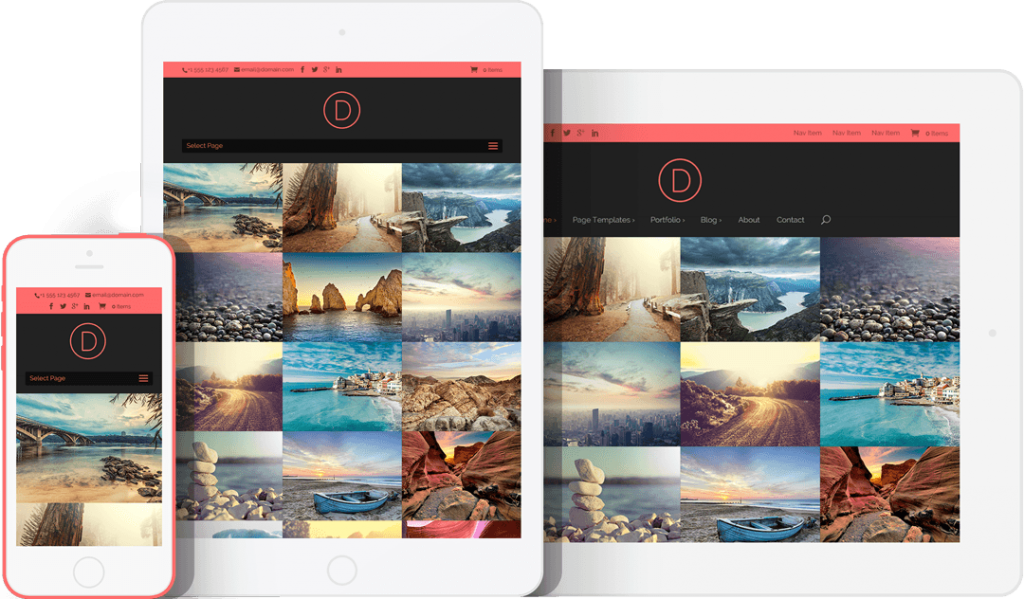 +1 555 123 4567 email@domain.com 0 Items
D
Select Page
Nav Item Nav Item Nav Item 0 Items
D
Page Templates Portfolio Blog About Contact
+1 555 123 4567 email@domain.com
0 Items
D
Select Page